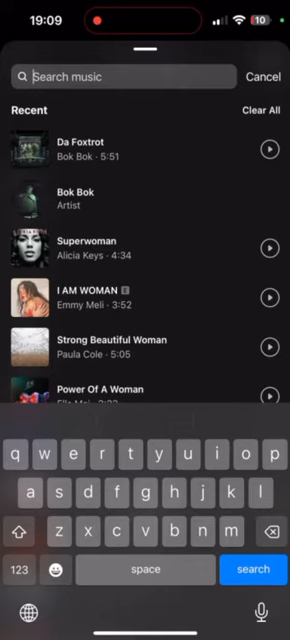 19:09
10
Search music
Cancel
Recent
Clear All
Da Foxtrot
Bok Bok · 5:51
Bok Bok
Artist
Superwoman
Alicia Keys · 4:34
I AM WOMAN E
Emmy Meli · 3:52
Strong Beautiful Woman
Paula Cole · 5:05
Power Of A Woman
q w e r t y u i o p
a s d f g h j k l
z x c v b n m
123
space
search